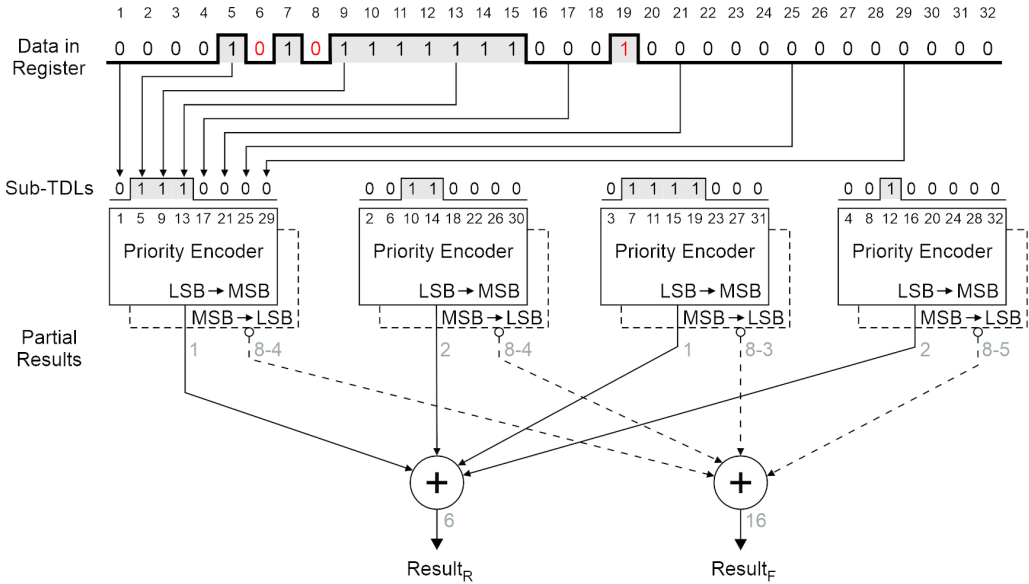 1 2 3 4 5 6 7 8 9 10 11 12 13 14 15 16 17 18 19 20 21 22 23 24 25 26 27 28 29 30 31 32
Data in
Register
0 0 0 0 1 0 1 0 1 1 1 1 1 1 1 0 0 0 1 0 0 0 0 0 0 0 0 0 0 0 0 0
Sub-TDLs
0 1 1 1 0 0 0 0
0 0 1 1 0 0 0 0
0 1 1 1 1 0 0 0
0 0 1 0 0 0 0 0
1 5 9 13 17 21 25 29
2 6 10 14 18 22 26 30
3 7 11 15 19 23 27 31
4 8 12 16 20 24 28 32
Priority Encoder
Priority Encoder
Priority Encoder
Priority Encoder
LSB → MSB
LSB → MSB
LSB → MSB
LSB → MSB
MSB → LSB
MSB → LSB
MSB → LSB
MSB → LSB
Partial
Results
1 8-4 2 8-4 1 8-3 2 8-5
+ +
6 16
Result_R Result_F